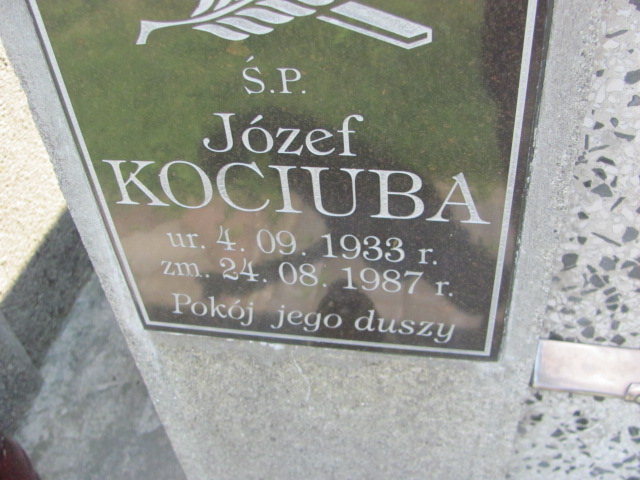 Ś.P.
Józef
KOCIUBA
ur. 4. 09. 1933 r.
zm. 24. 08. 1987 r.
Pokój jego duszy